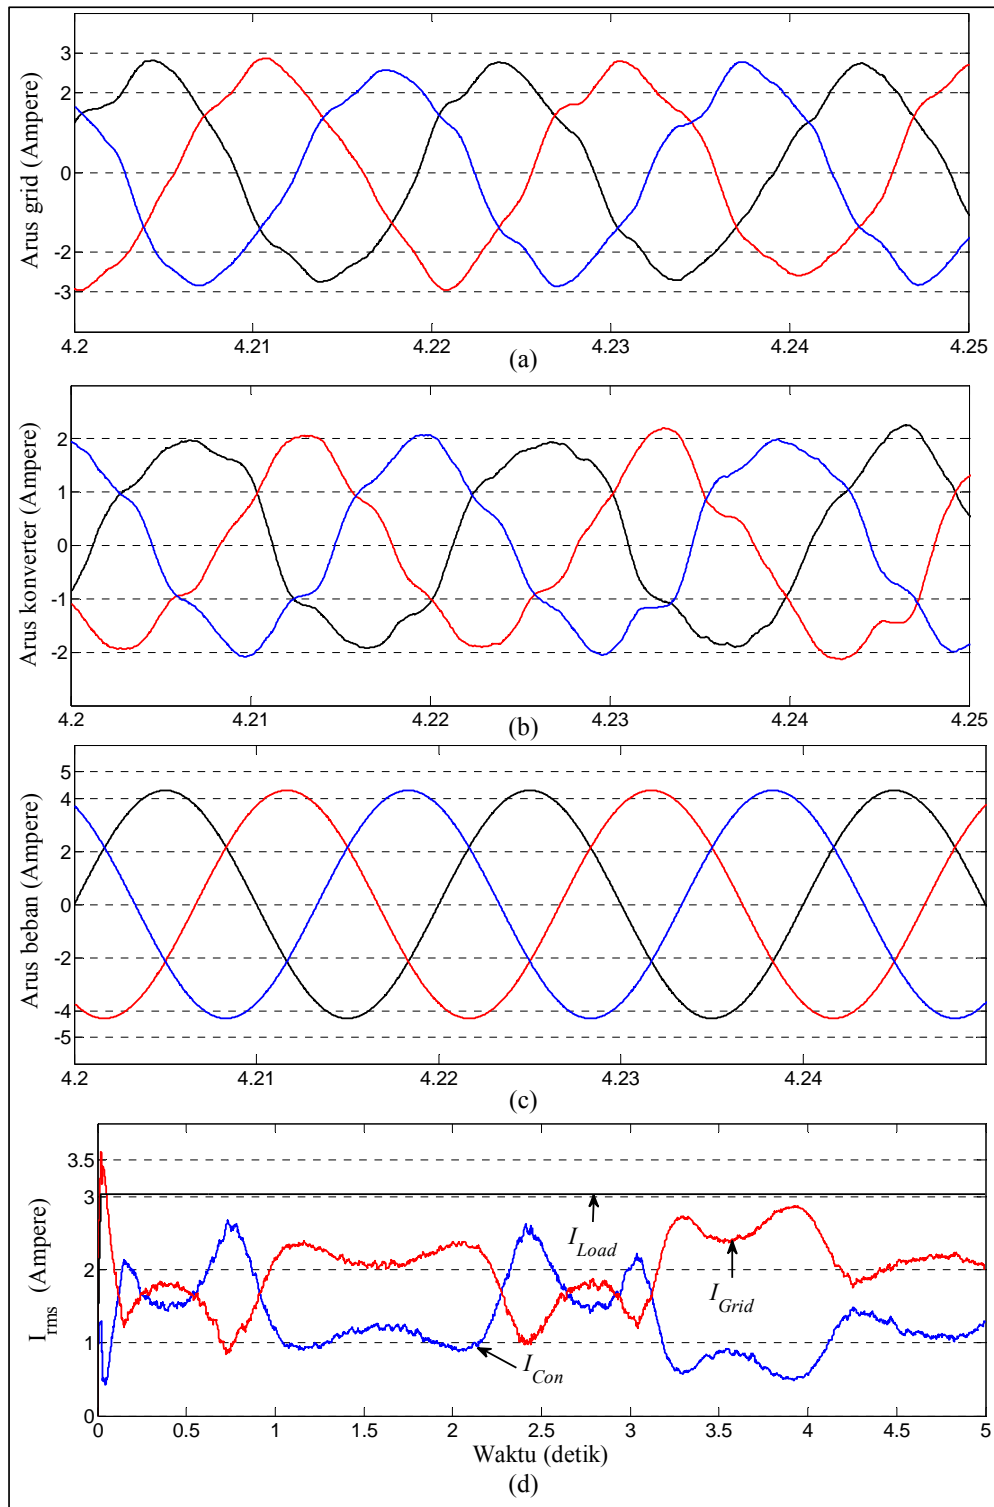 Arus grid (Ampere)
3
2
0
-2
-3
4.2 4.21 4.22 4.23 4.24 4.25
(a)
Arus konverter (Ampere)
2
1
0
-1
-2
4.2 4.21 4.22 4.23 4.24 4.25
(b)
Arus beban (Ampere)
5
4
2
0
-2
-4
-5
4.2 4.21 4.22 4.23 4.24
(c)
I_rms (Ampere)
3.5
3
2
1
0
I_Load
I_Grid
I_Con
0 0.5 1 1.5 2 2.5 3 3.5 4 4.5 5
Waktu (detik)
(d)